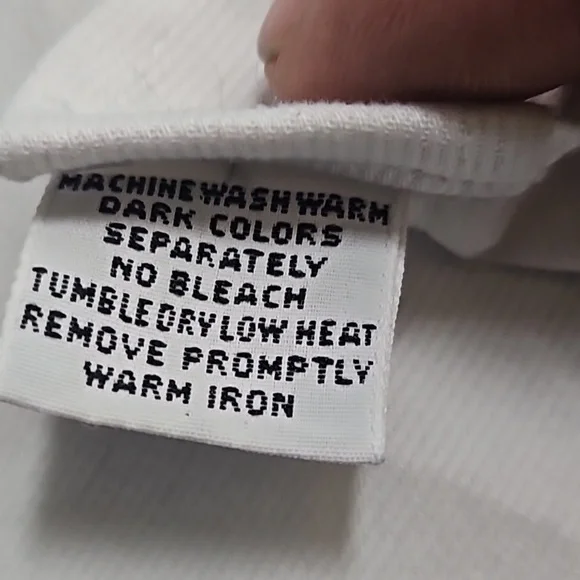 MACHINE WASH WARM
DARK COLORS
SEPARATELY
NO BLEACH
TUMBLE DRY LOW HEAT
REMOVE PROMPTLY
WARM IRON